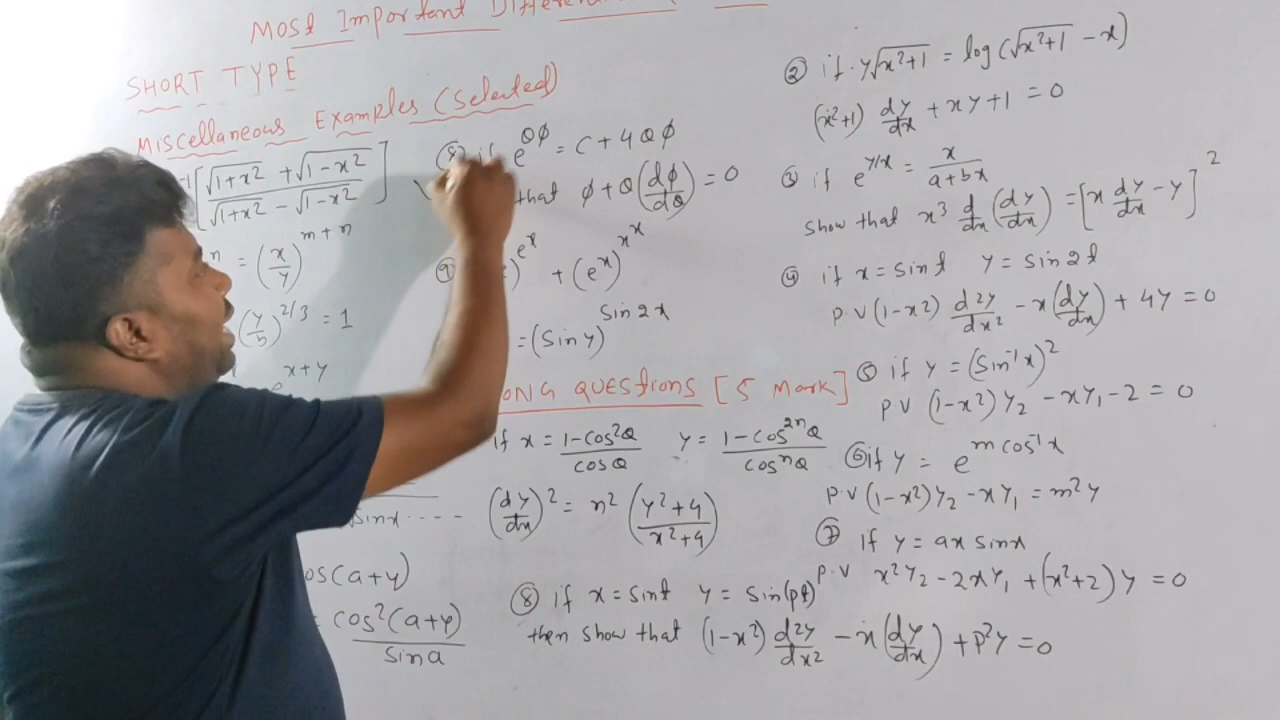 MOSt Important
SHORT TYPE
MISCellaneous Examples (Selected)
[√1+x² + √1-x² / √1+x² - √1-x²]
= (x/y)^m+n
(y/5)^2/3 = 1
x+y
sinx ....
os(a+y)
cos²(a+y) / sin a
⑧ if e^θϕ = c + 4θϕ
that ϕ + θ(dϕ/dθ) = 0
⑨ )^e^x + (e^x)^x^x
= (Sin y)^Sin 2x
ONG QUESTIONS [5 Mark]
if x = 1-cos²θ / cosθ y = 1-cos^2nθ / cos^nθ
(dy/dx)² = n² (y²+4 / x²+4)
⑧ if x = sint y = sin(pt)
then show that (1-x²) d2y/dx2 - x(dy/dx) + p²y = 0
② if y√x²+1 = log(√x²+1 - x)
(x²+1) dy/dx + xy + 1 = 0
③ if e^y/x = x / a+bx
show that x³ d/dx (dy/dx) = [x dy/dx - y]²
④ if x = sint y = sin2t
p.v (1-x²) d2y/dx2 - x(dy/dx) + 4y = 0
⑤ if y = (sin⁻¹x)²
p v (1-x²) y₂ - xy₁ - 2 = 0
⑥ if y = e^m cos⁻¹x
p.v (1-x²)y₂ - xy₁ = m²y
⑦ if y = ax sinx
p.v x²y₂ - 2xy₁ + (x²+2)y = 0